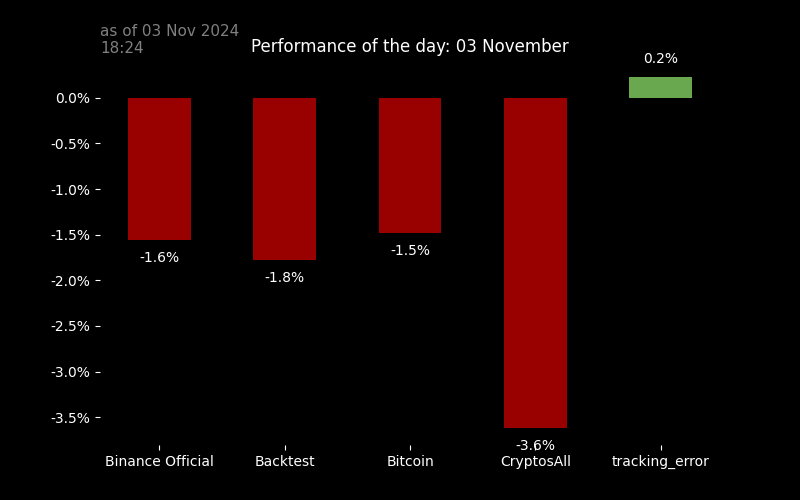 as of 03 Nov 2024
18:24
Performance of the day: 03 November
0.2%
0.0%
-0.5%
-1.0%
-1.5%
-2.0%
-2.5%
-3.0%
-3.5%
-1.6%
-1.8%
-1.5%
-3.6%
Binance Official
Backtest
Bitcoin
CryptosAll
tracking_error